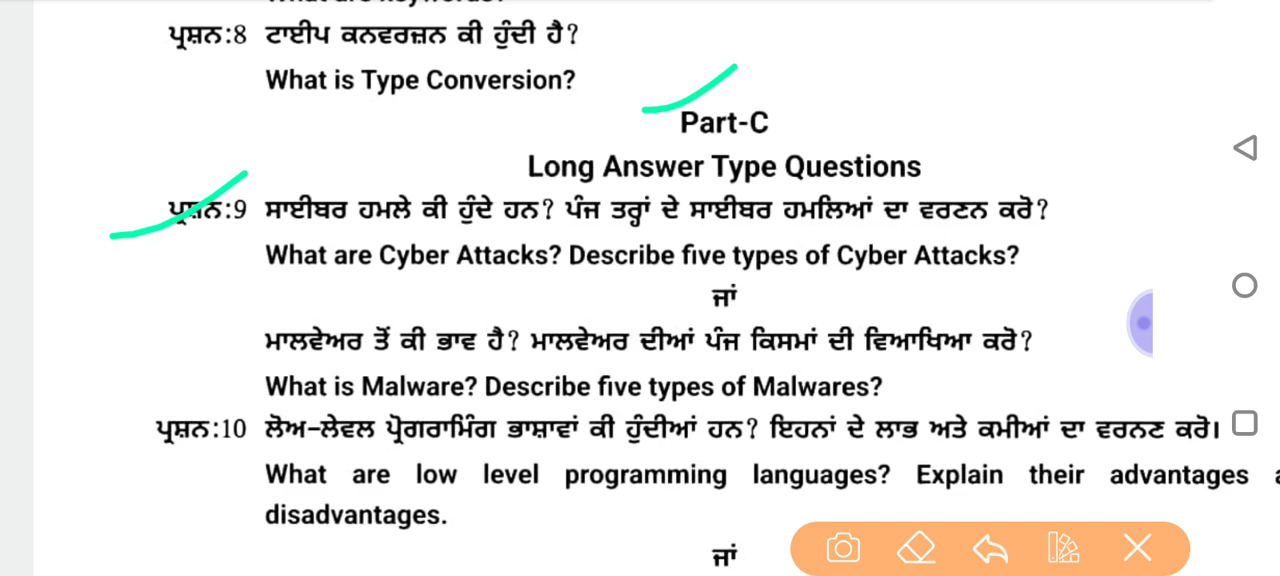 ਪ੍ਰਸ਼ਨ:8 ਟਾਈਪ ਕਨਵਰਜ਼ਨ ਕੀ ਹੁੰਦੀ ਹੈ?
What is Type Conversion?
Part-C
Long Answer Type Questions
ਪ੍ਰਸ਼ਨ:9 ਸਾਈਬਰ ਹਮਲੇ ਕੀ ਹੁੰਦੇ ਹਨ? ਪੰਜ ਤਰ੍ਹਾਂ ਦੇ ਸਾਈਬਰ ਹਮਲਿਆਂ ਦਾ ਵਰਣਨ ਕਰੋ?
What are Cyber Attacks? Describe five types of Cyber Attacks?
ਜਾਂ
ਮਾਲਵੇਅਰ ਤੋਂ ਕੀ ਭਾਵ ਹੈ? ਮਾਲਵੇਅਰ ਦੀਆਂ ਪੰਜ ਕਿਸਮਾਂ ਦੀ ਵਿਆਖਿਆ ਕਰੋ?
What is Malware? Describe five types of Malwares?
ਪ੍ਰਸ਼ਨ:10 ਲੋਅ-ਲੇਵਲ ਪ੍ਰੋਗਰਾਮਿੰਗ ਭਾਸ਼ਾਵਾਂ ਕੀ ਹੁੰਦੀਆਂ ਹਨ? ਇਹਨਾਂ ਦੇ ਲਾਭ ਅਤੇ ਕਮੀਆਂ ਦਾ ਵਰਨਣ ਕਰੋ।
What are low level programming languages? Explain their advantages
disadvantages.
ਜਾਂ